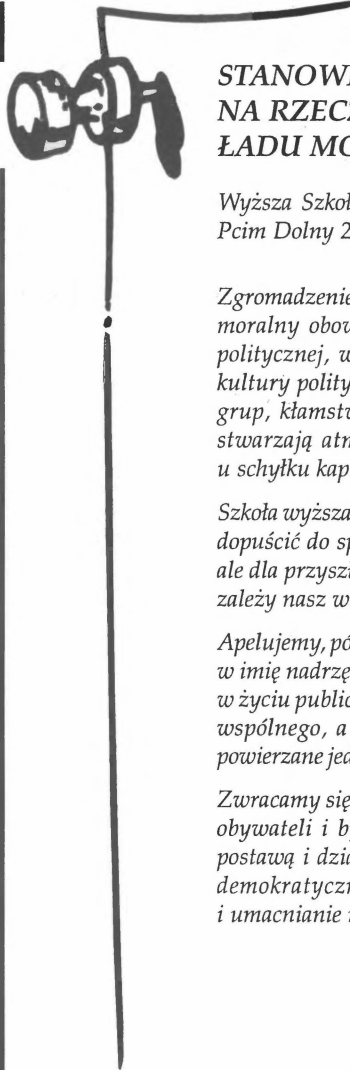 STANOWI
NA RZECZ
ŁADU MO
Wyższa Szkoł
Pcim Dolny 2
Zgromadzenie
moralny obow
politycznej, w
kultury polity
grup, kłamstw
stwarzają atm
u schyłku kap
Szkoła wyższa
dopuścić do sp
ale dla przyszł
zależy nasz w
Apelujemy, pó
w imię nadrzę
w życiu public
wspólnego, a
powierzane jed
Zwracamy się
obywateli i b
postawą i dzia
demokratyczn
i umacnianie